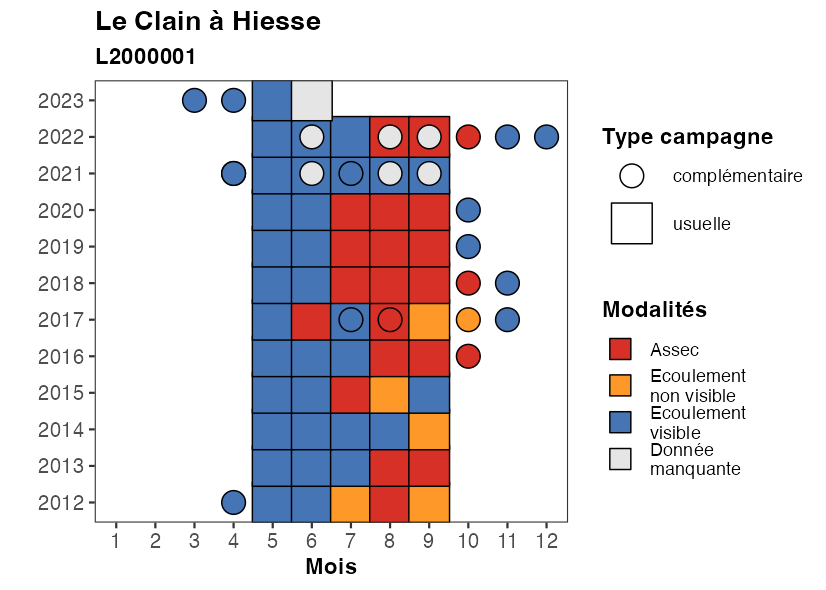 Le Clain à Hiesse
L2000001
2023
2022
2021
2020
2019
2018
2017
2016
2015
2014
2013
2012
1 2 3 4 5 6 7 8 9 10 11 12
Mois
Type campagne
complémentaire
usuelle
Modalités
Assec
Ecoulement
non visible
Ecoulement
visible
Donnée
manquante